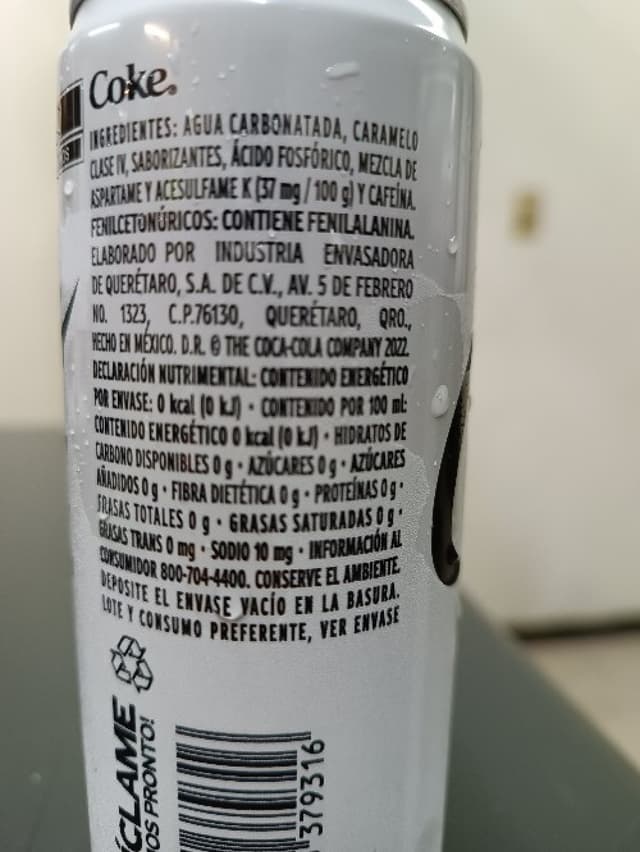 Coke.
INGREDIENTES: AGUA CARBONATADA, CARAMELO
CLASE IV, SABORIZANTES, ÁCIDO FOSFÓRICO, MEZCLA DE
ASPARTAME Y ACESULFAME K (37 mg / 100 g) Y CAFEÍNA.
FENILCETONÚRICOS: CONTIENE FENILALANINA.
ELABORADO POR INDUSTRIA ENVASADORA
DE QUERÉTARO, S.A. DE C.V., AV. 5 DE FEBRERO
NO. 1323, C.P.76130, QUERÉTARO, QRO.,
HECHO EN MÉXICO. D.R. © THE COCA-COLA COMPANY 2022.
DECLARACIÓN NUTRIMENTAL: CONTENIDO ENERGÉTICO
POR ENVASE: 0 kcal (0 kJ) · CONTENIDO POR 100 ml:
CONTENIDO ENERGÉTICO 0 kcal (0 kJ) · HIDRATOS DE
CARBONO DISPONIBLES 0 g · AZÚCARES 0 g · AZÚCARES
AÑADIDOS 0 g · FIBRA DIETÉTICA 0 g · PROTEÍNAS 0 g ·
GRASAS TOTALES 0 g · GRASAS SATURADAS 0 g ·
GRASAS TRANS 0 mg · SODIO 10 mg · INFORMACIÓN AL
CONSUMIDOR 800-704-4400. CONSERVE EL AMBIENTE.
DEPOSITE EL ENVASE VACÍO EN LA BASURA.
LOTE Y CONSUMO PREFERENTE, VER ENVASE
ÍCLAME
OS PRONTO!
379316